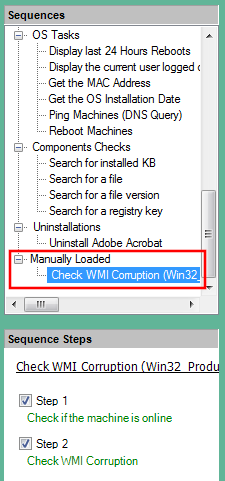 Sequences
OS Tasks
Display last 24 Hours Reboots
Display the current user logged
Get the MAC Address
Get the OS Installation Date
Ping Machines (DNS Query)
Reboot Machines
Components Checks
Search for installed KB
Search for a file
Search for a file version
Search for a registry key
Uninstallations
Uninstall Adobe Acrobat
Manually Loaded
Check WMI Corruption (Win32_
Sequence Steps
Check WMI Corruption (Win32_Produ
Step 1
Check if the machine is online
Step 2
Check WMI Corruption